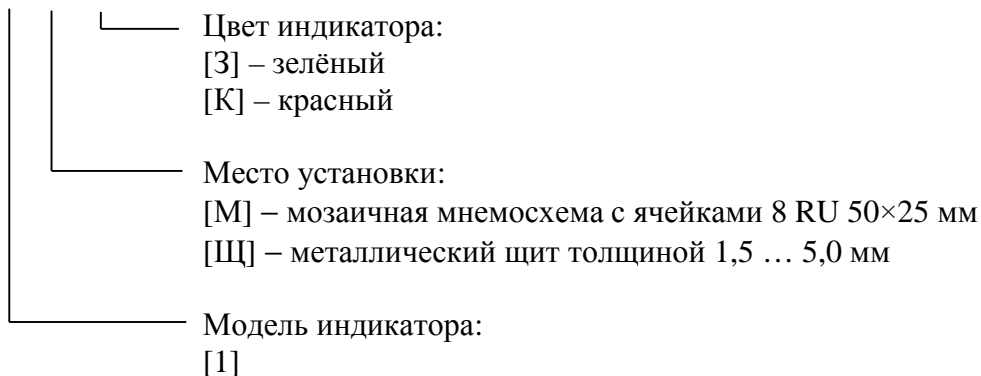 Цвет индикатора:
[З] – зелёный
[К] – красный
Место установки:
[М] – мозаичная мнемосхема с ячейками 8 RU 50×25 мм
[Щ] – металлический щит толщиной 1,5 … 5,0 мм
Модель индикатора:
[1]